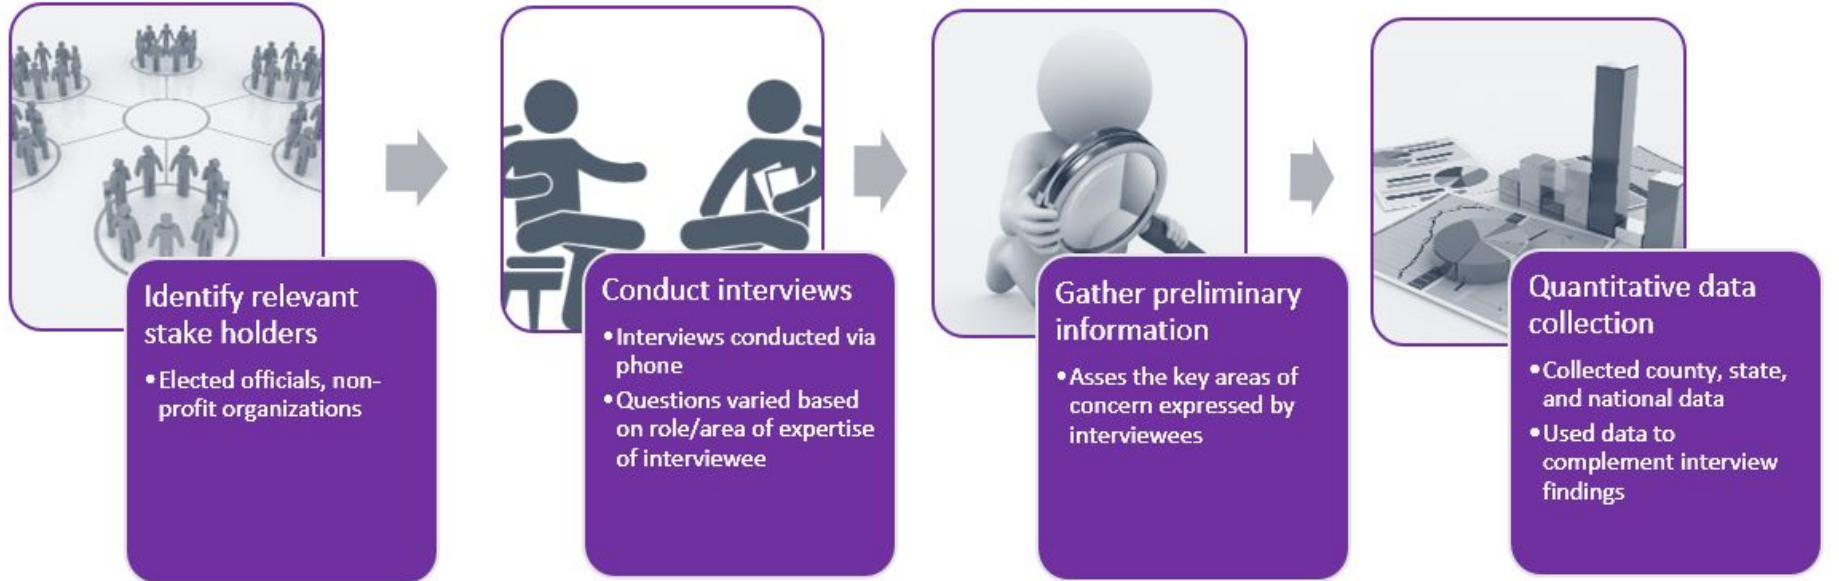 Identify relevant
stake holders
•Elected officials, non-
profit organizations
Conduct interviews
•Interviews conducted via
phone
•Questions varied based
on role/area of expertise
of interviewee
Gather preliminary
information
•Asses the key areas of
concern expressed by
interviewees
Quantitative data
collection
•Collected county, state,
and national data
•Used data to
complement interview
findings